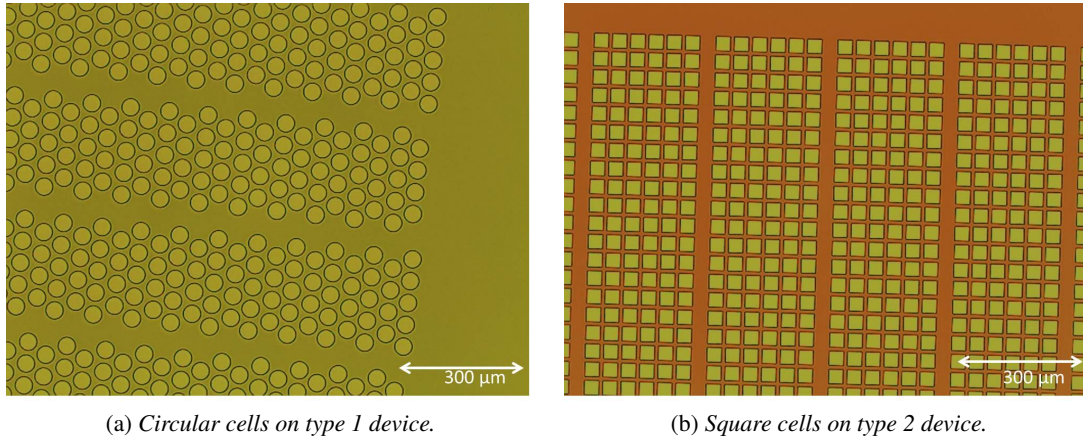 300 µm
300 µm
(a) Circular cells on type 1 device.
(b) Square cells on type 2 device.